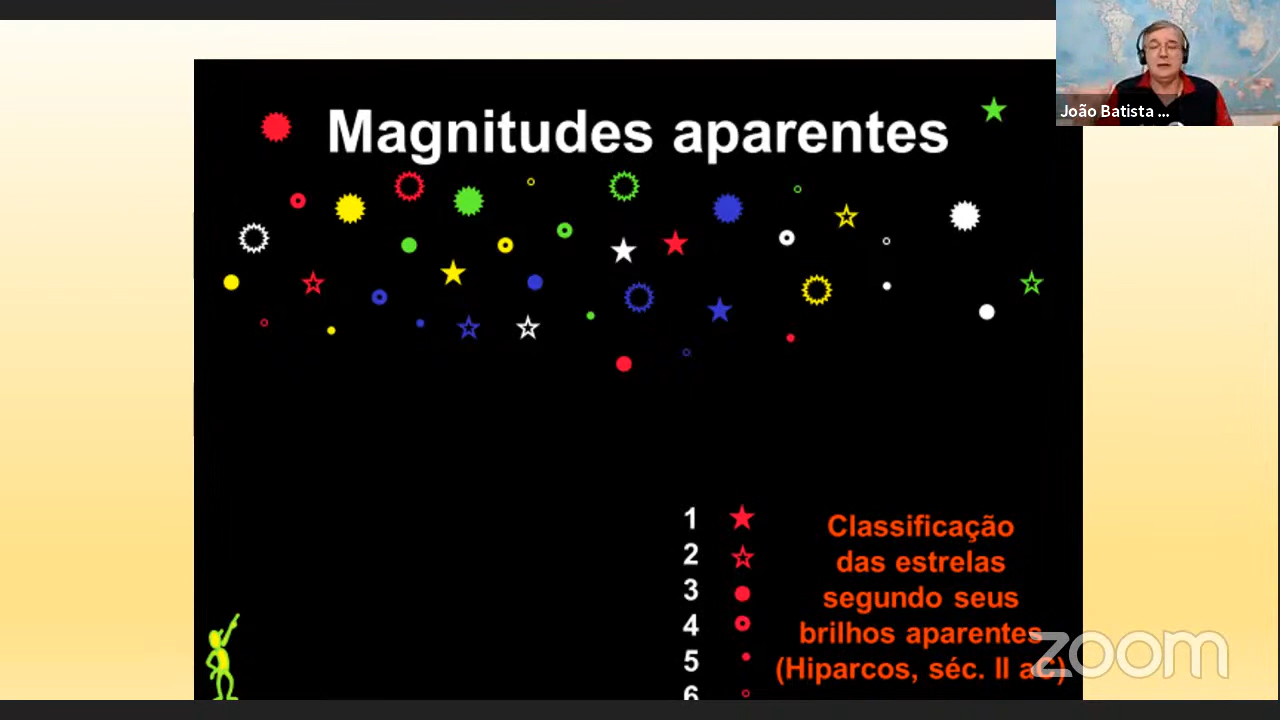 João Batista ...
Magnitudes aparentes
1
2
3
4
5
6
Classificação
das estrelas
segundo seus
brilhos aparentes
(Hiparcos, séc. II aC)
zoom